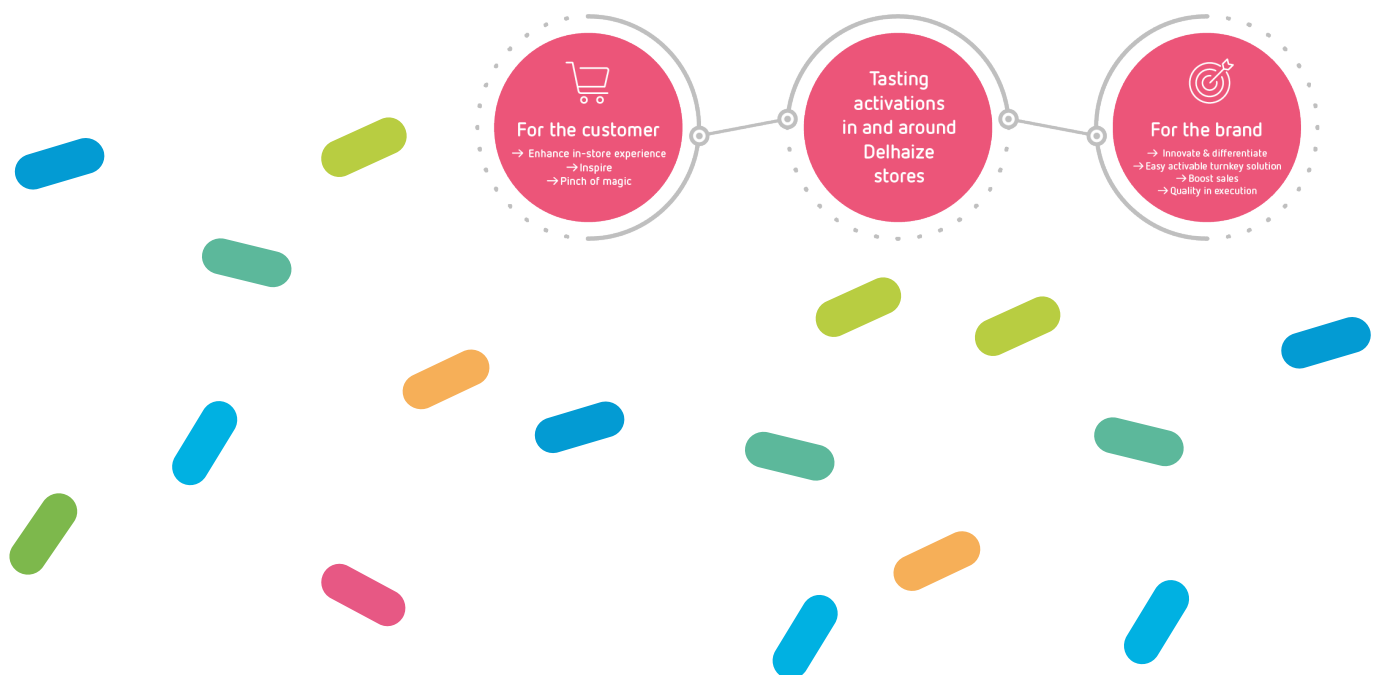 For the customer
→ Enhance in-store experience
→ Inspire
→ Pinch of magic
Tasting
activations
in and around
Delhaize
stores
For the brand
→ Innovate & differentiate
→ Easy activable turnkey solution
→ Boost sales
→ Quality in execution